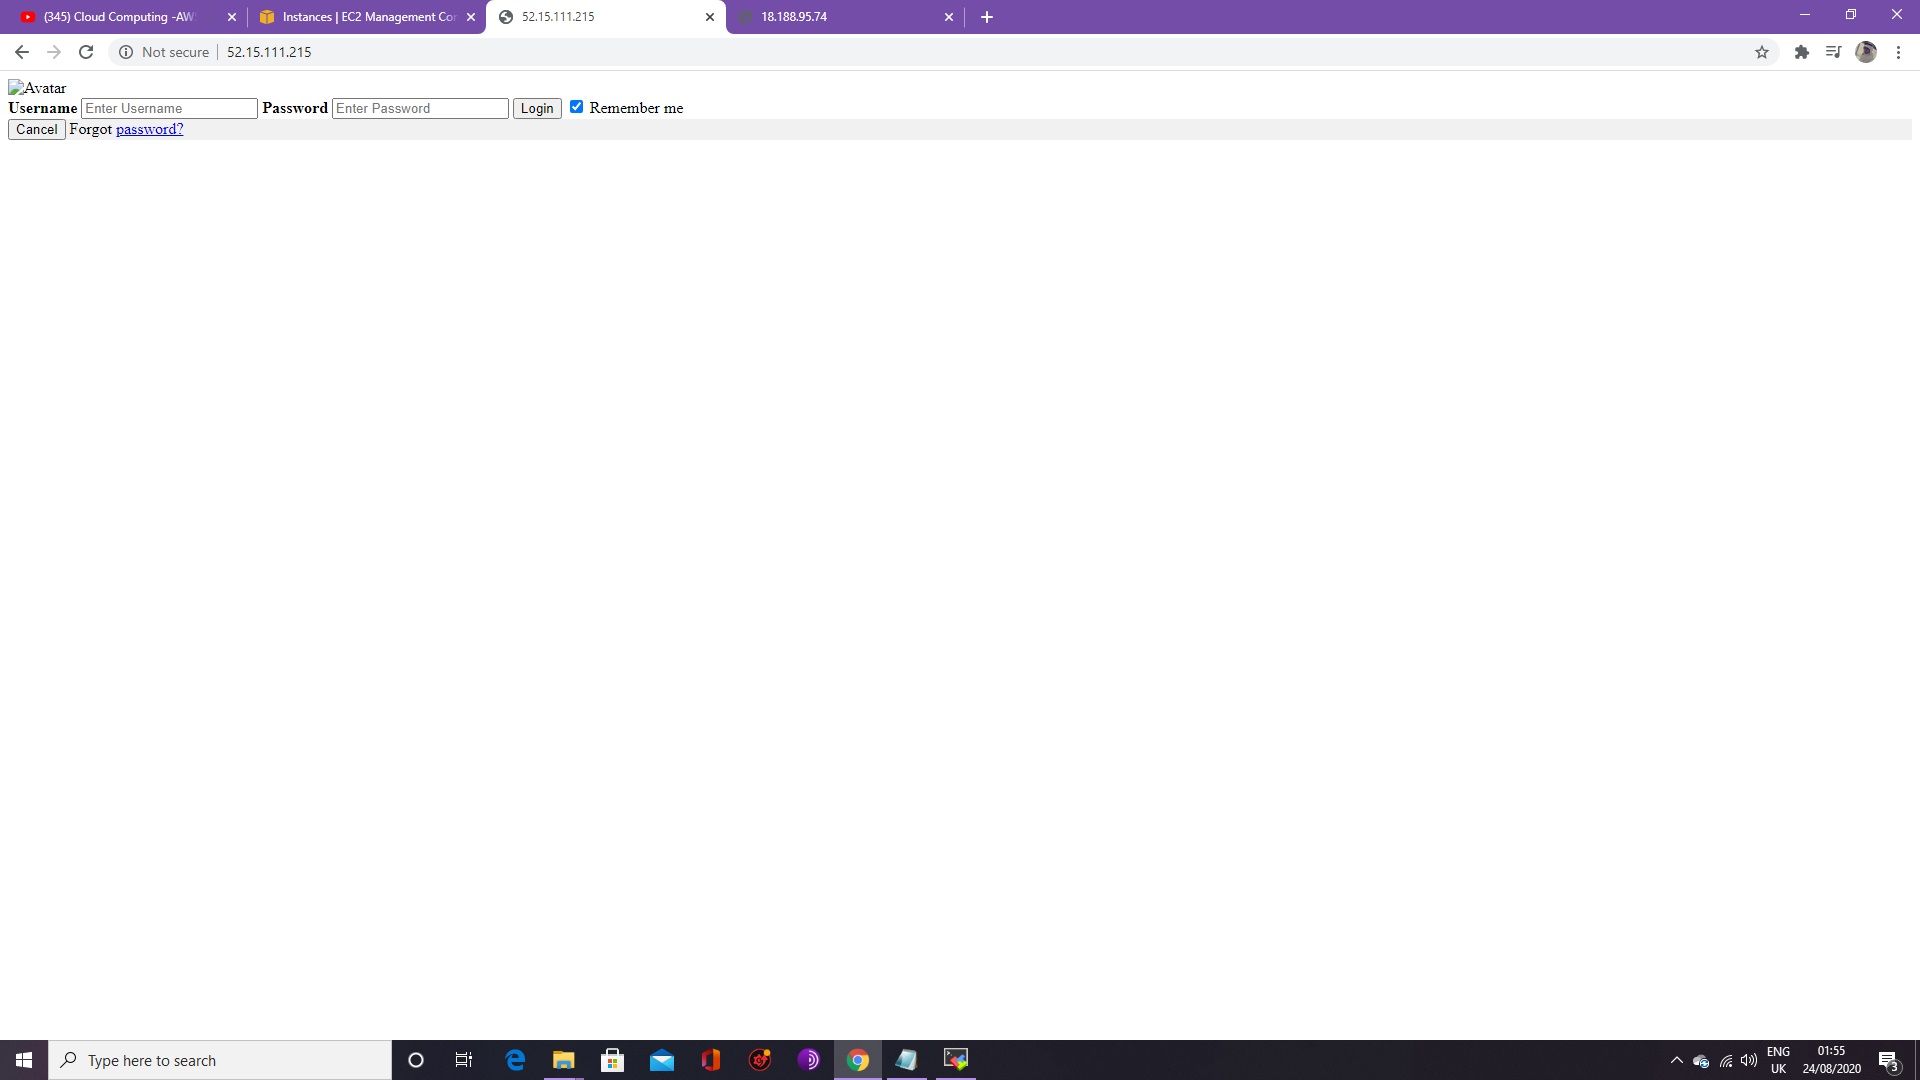 (345) Cloud Computing -AW
Instances | EC2 Management Cor
52.15.111.215
18.188.95.74
Not secure
52.15.111.215
Avatar
Username Enter Username Password Enter Password Login Remember me
Cancel Forgot password?
Type here to search
ENG
UK
01:55
24/08/2020
3